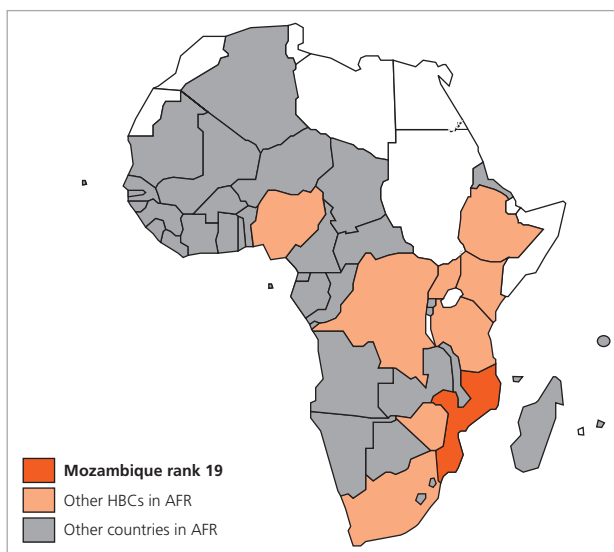 Mozambique rank 19
Other HBCs in AFR
Other countries in AFR